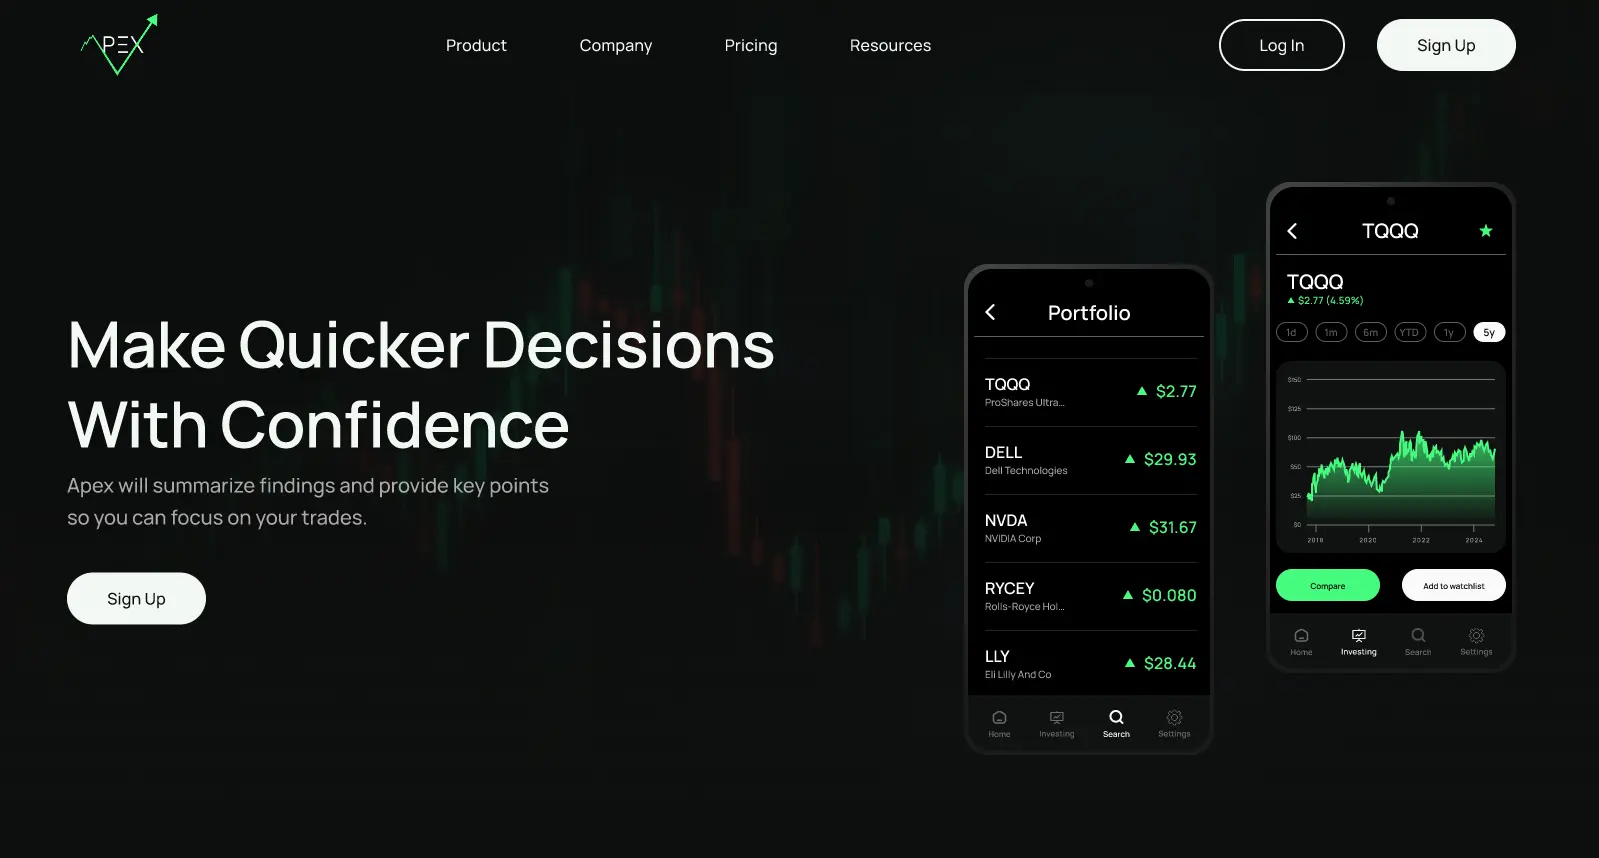 APEX
Product
Company
Pricing
Resources
Log In
Sign Up
Make Quicker Decisions
With Confidence
Apex will summarize findings and provide key points
so you can focus on your trades.
Sign Up
Portfolio
TQQQ
ProShares Ultra...
$2.77
DELL
Dell Technologies
$29.93
NVDA
NVIDIA Corp
$31.67
RYCEY
Rolls-Royce Hol...
$0.080
LLY
Eli Lilly And Co
$28.44
Home
Investing
Search
Settings
TQQQ
TQQQ
$2.77 (4.59%)
1d
1m
6m
YTD
1y
5y
$150
$125
$100
$50
$25
$0
2018
2020
2022
2024
Compare
Add to watchlist
Home
Investing
Search
Settings